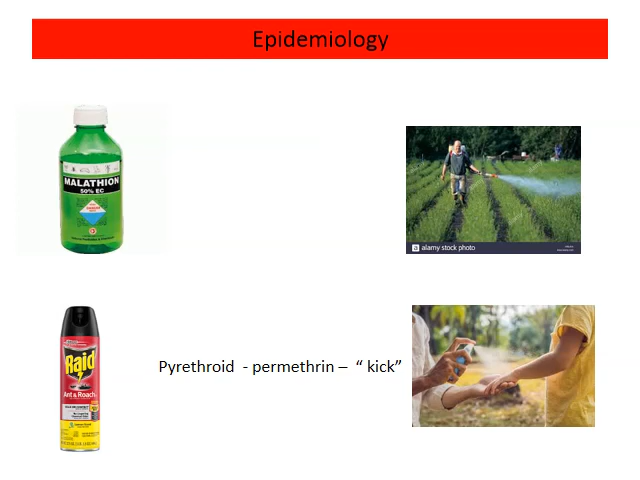 Epidemiology
MALATHION
50% EC
alamy stock photo
Raid
Ant & Roach
Pyrethroid - permethrin – “ kick”